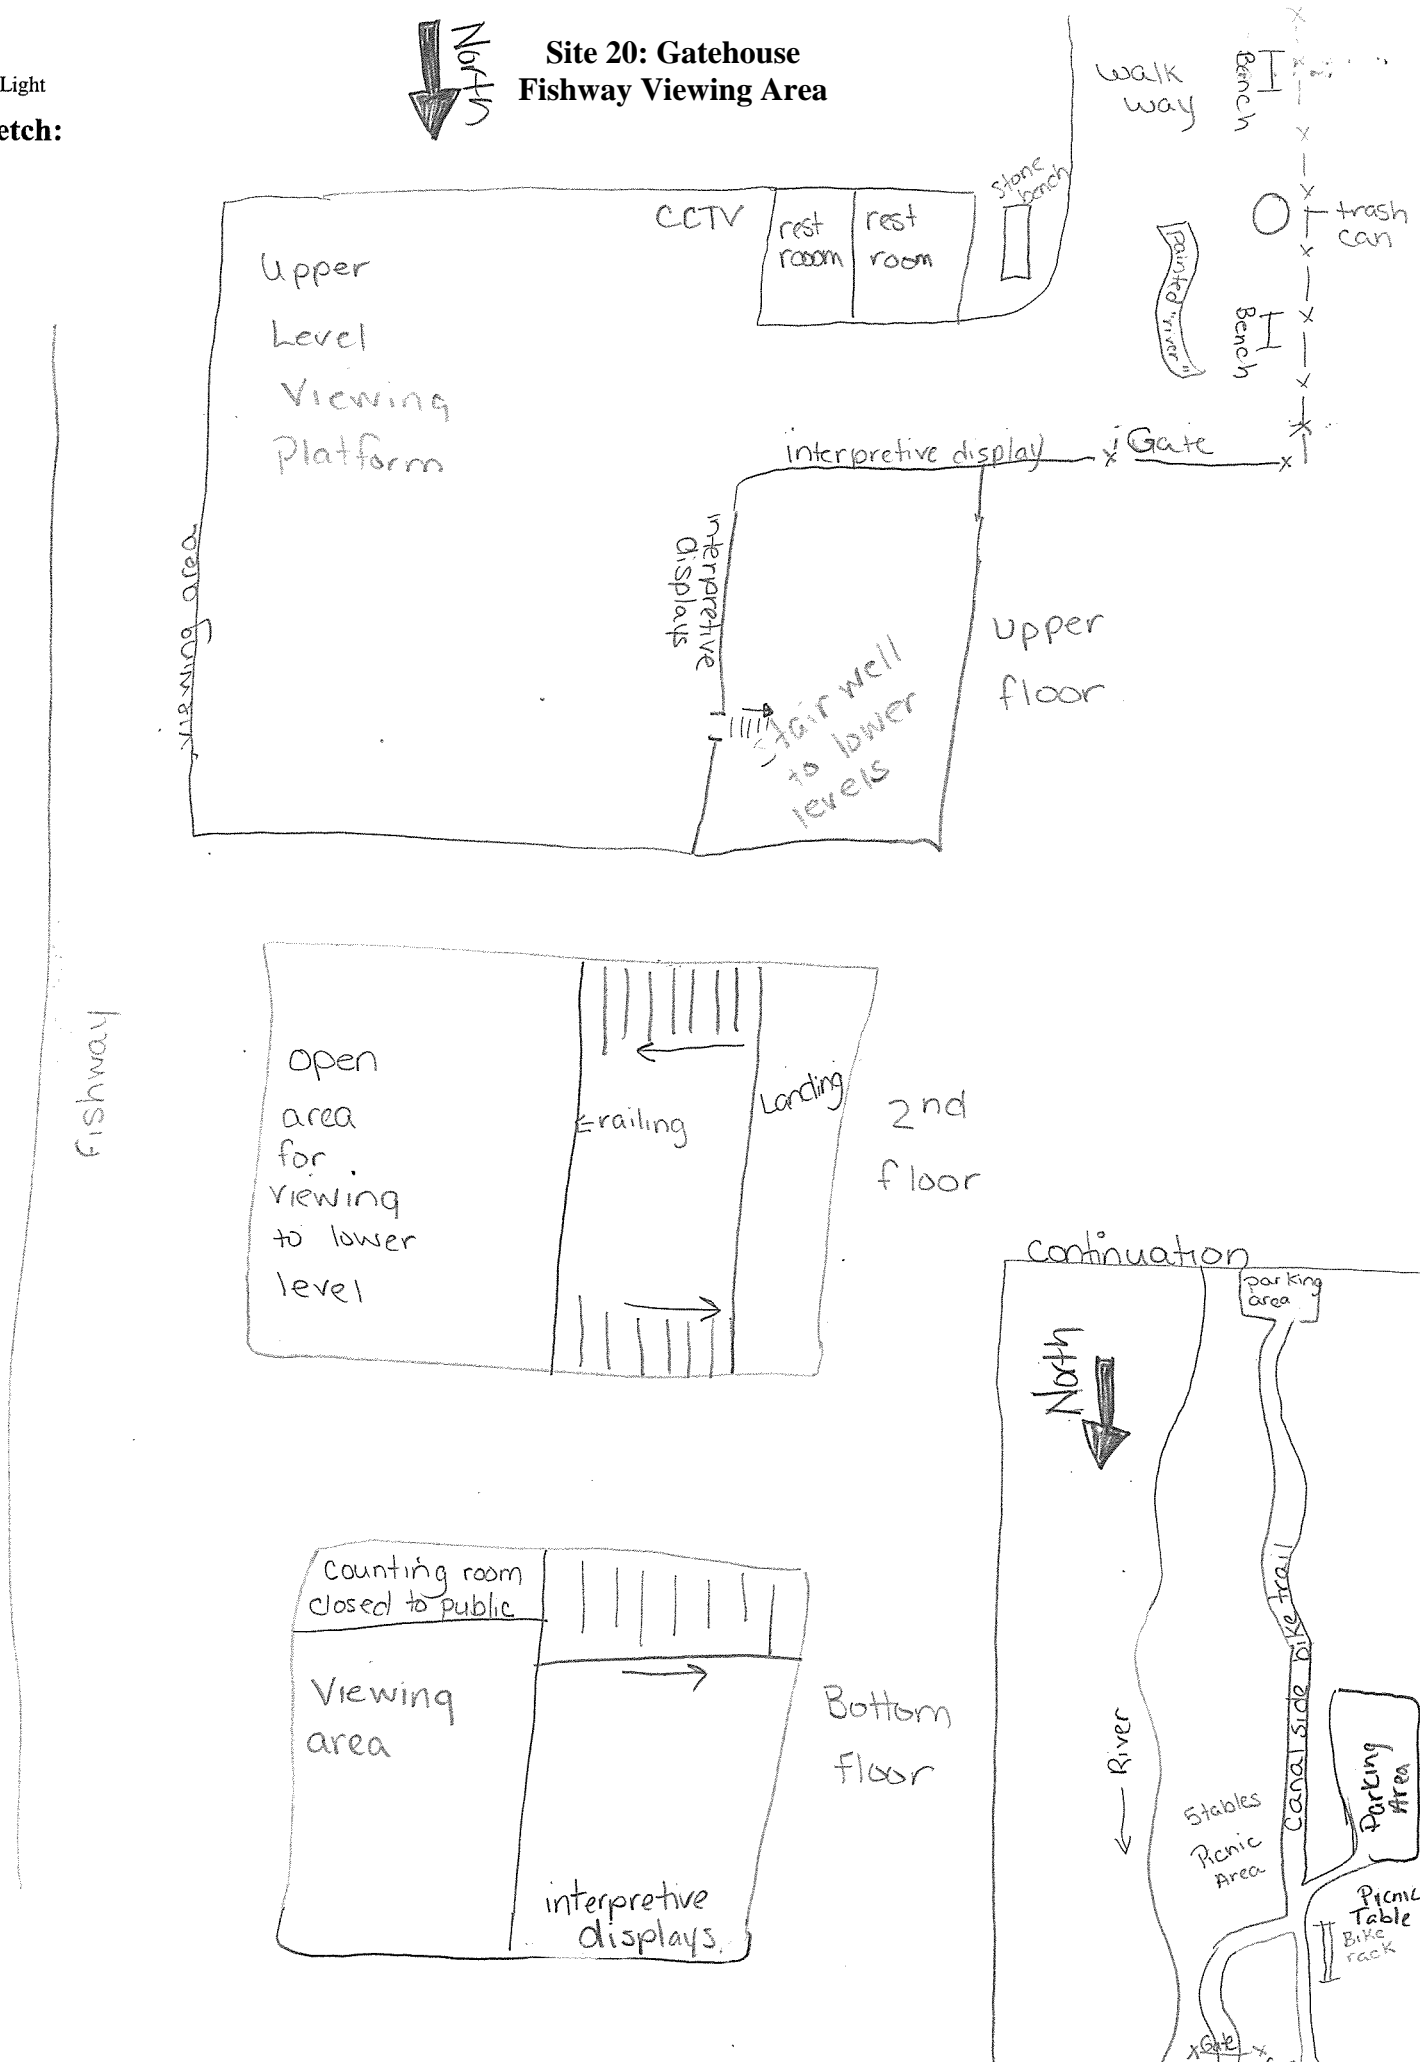 Light
etch:
North
Site 20: Gatehouse
Fishway Viewing Area
walk
way
Bench
stone
bench
CCTV
rest
rooom
rest
room
trash
can
painted "river"
Bench
Upper
Level
Viewing
Platform
interpretive display
Gate
interpretive
displays
viewing area
upper
floor
Stair well
to lower
levels
Fishway
open
area
for
viewing
to lower
level
railing
Landing
2nd
floor
continuation
parking
area
North
Canal side bike trail
River
5 tables
Picnic
Area
Parking
Area
Picnic
Table
Bike
rack
Gate
counting room
closed to public
Viewing
area
interpretive
displays.
Bottom
floor